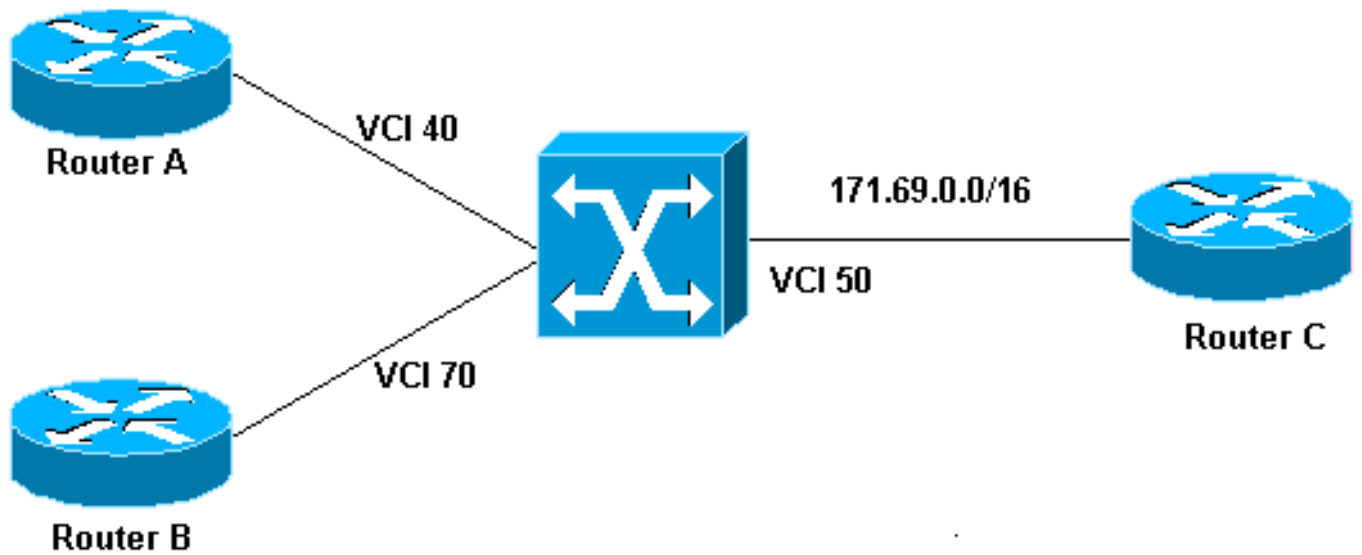 VCI 40
Router A
171.69.0.0/16
VCI 50
Router C
VCI 70
Router B